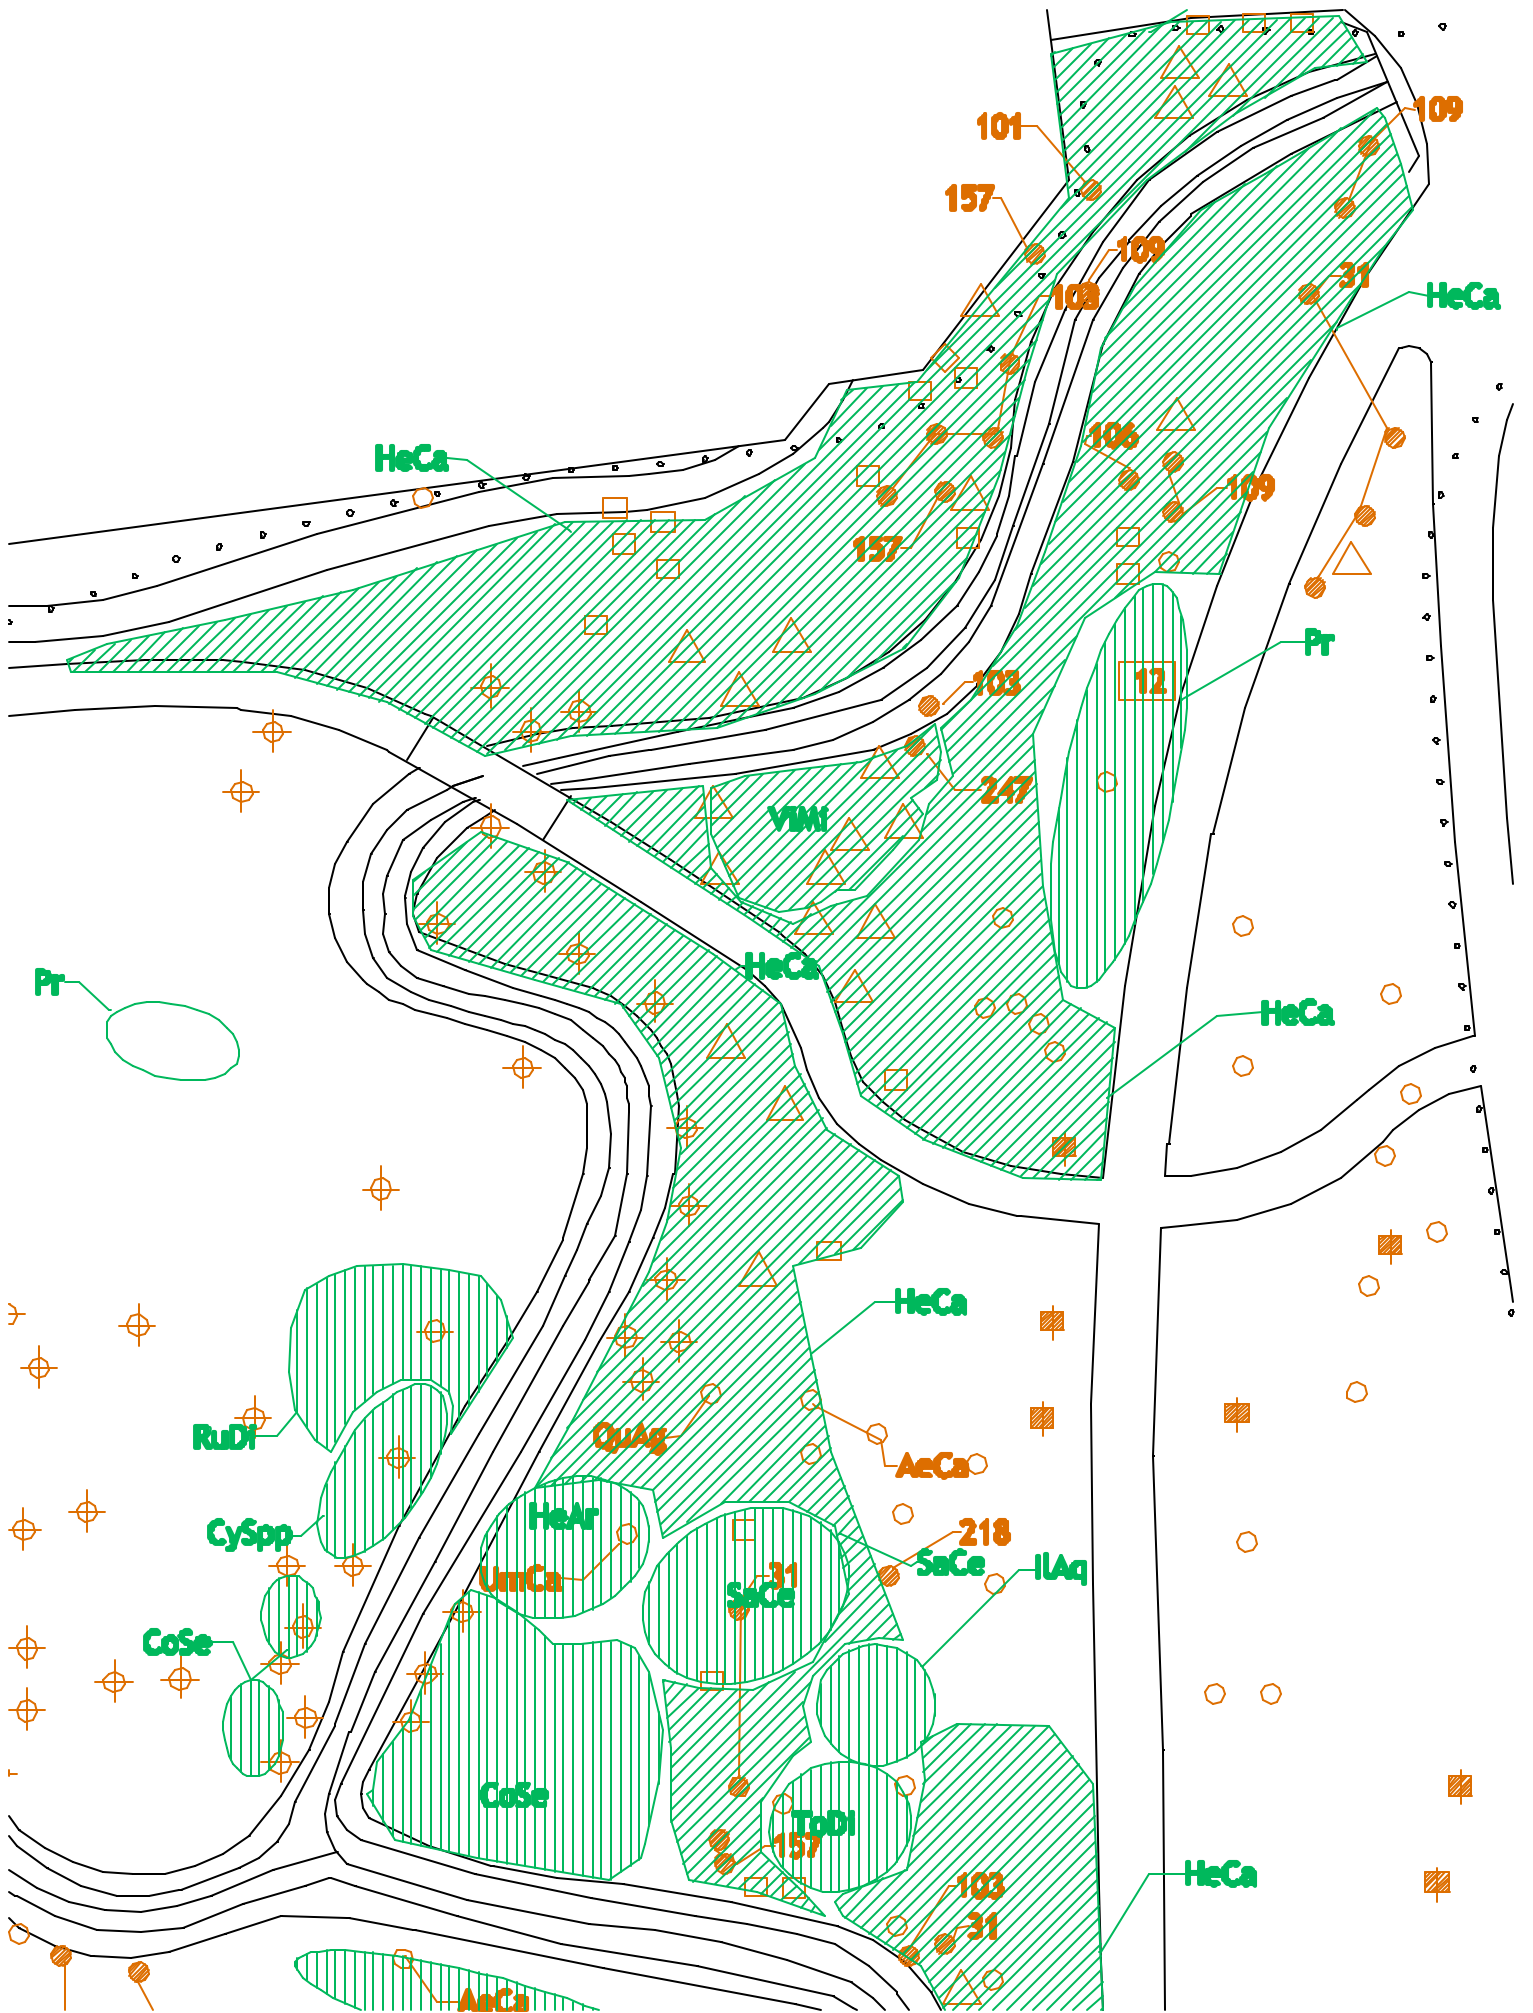 109
101
157
109
31
HeCa
106
HeCa
109
157
Pr
12
103
247
ViMi
HeCa
Pr
HeCa
HeCa
RuDi
QuAg
AeCa
HeAr
CySpp
218
SaCe
IlAq
UmCa
31
SaCe
CoSe
CoSe
ToDi
157
HeCa
103
31
AeCa